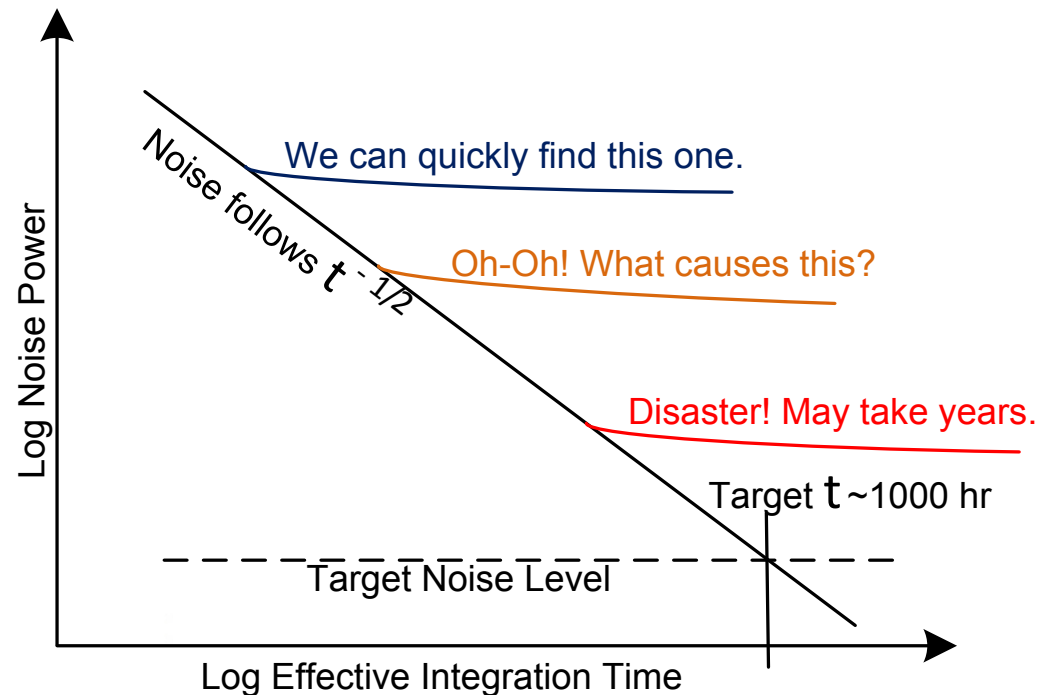 We can quickly find this one.
Noise follows t - 1/2
Oh-Oh! What causes this?
Log Noise Power
Disaster! May take years.
Target t ~1000 hr
Target Noise Level
Log Effective Integration Time